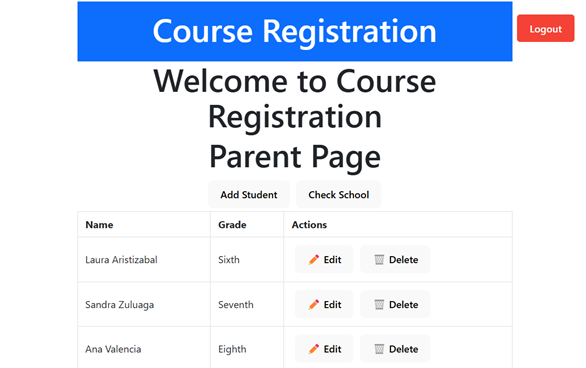 Course Registration
Logout
Welcome to Course
Registration
Parent Page
Add Student Check School
Name Grade Actions
Laura Aristizabal Sixth Edit Delete
Sandra Zuluaga Seventh Edit Delete
Ana Valencia Eighth Edit Delete